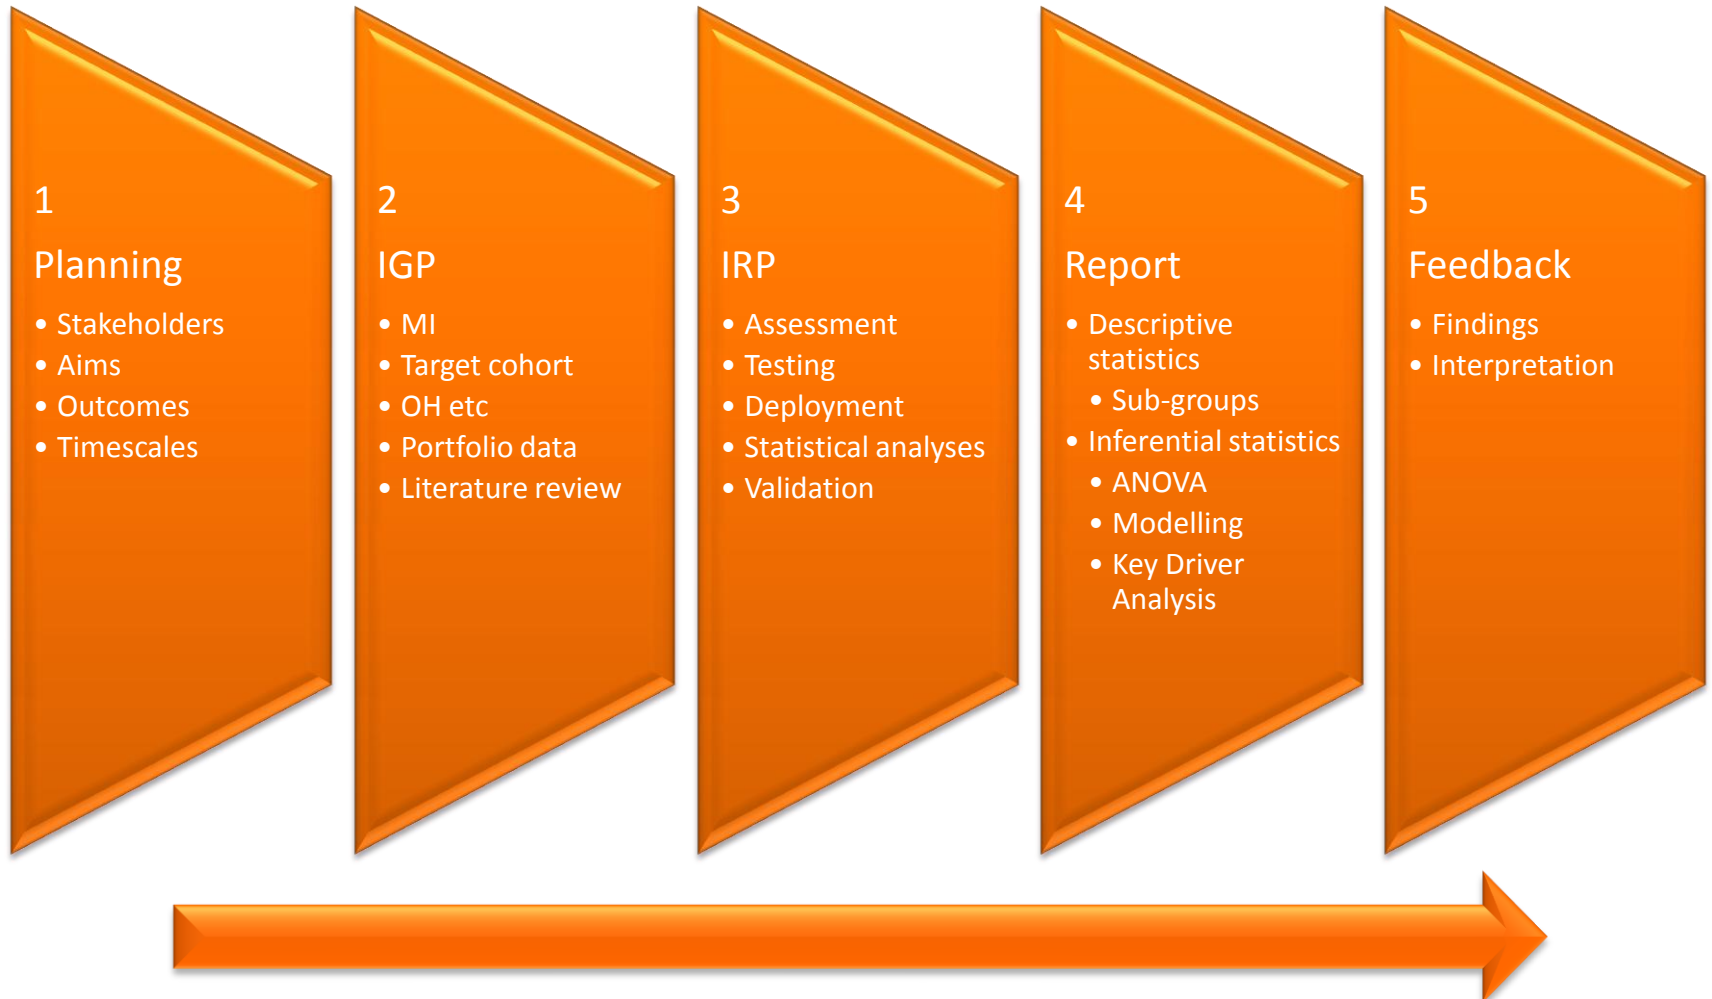 1
Planning
• Stakeholders
• Aims
• Outcomes
• Timescales
2
IGP
• MI
• Target cohort
• OH etc
• Portfolio data
• Literature review
3
IRP
• Assessment
• Testing
• Deployment
• Statistical analyses
• Validation
4
Report
• Descriptive
statistics
• Sub-groups
• Inferential statistics
• ANOVA
• Modelling
• Key Driver
Analysis
5
Feedback
• Findings
• Interpretation